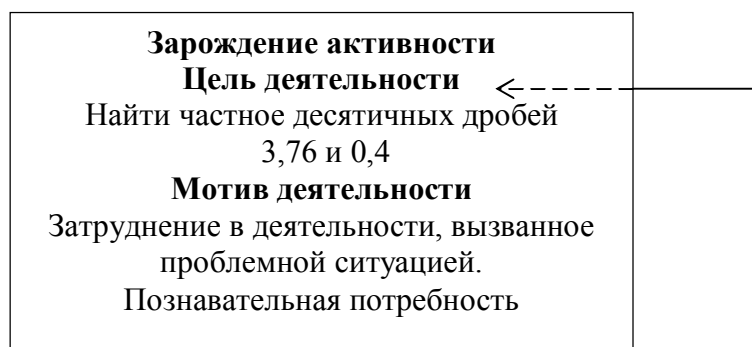 Зарождение активности
Цель деятельности
Найти частное десятичных дробей
3,76 и 0,4
Мотив деятельности
Затруднение в деятельности, вызванное
проблемной ситуацией.
Познавательная потребность